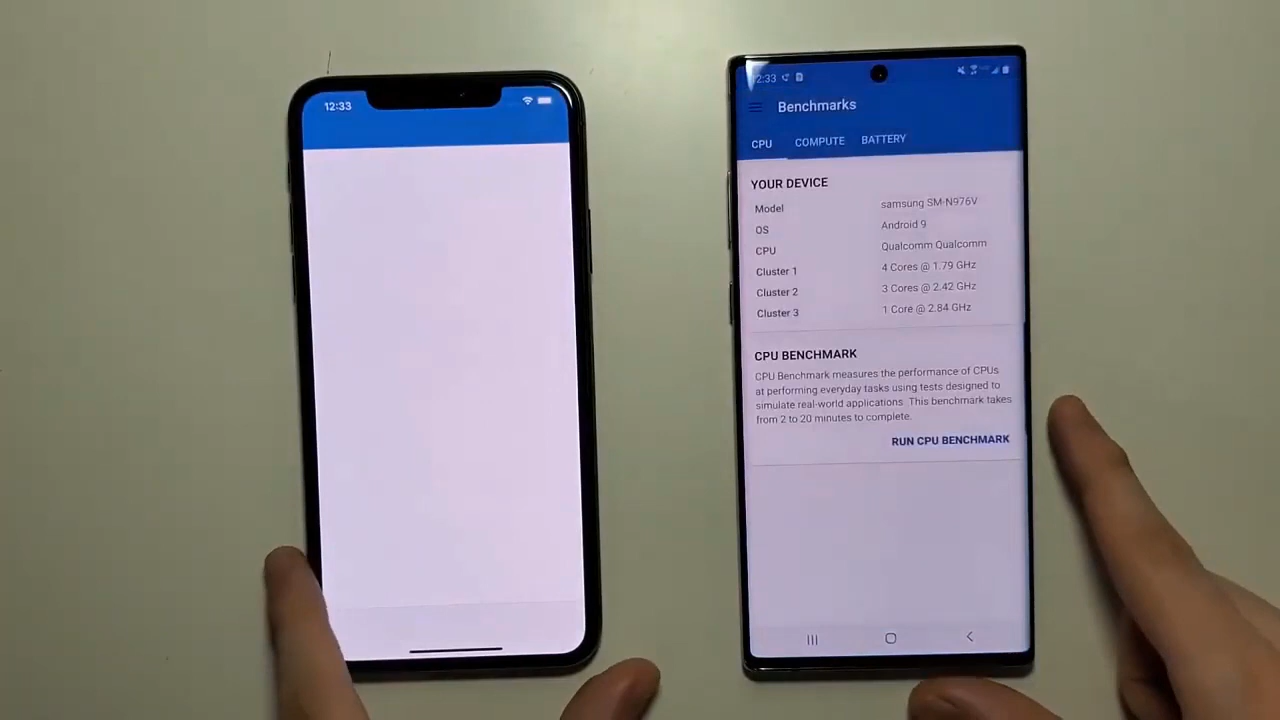 12:33
12:33
Benchmarks
CPU COMPUTE BATTERY
YOUR DEVICE
Model samsung SM-N976V
OS Android 9
CPU Qualcomm Qualcomm
Cluster 1 4 Cores @ 1.79 GHz
Cluster 2 3 Cores @ 2.42 GHz
Cluster 3 1 Core @ 2.84 GHz
CPU BENCHMARK
CPU Benchmark measures the performance of CPUs
at performing everyday tasks using tests designed to
simulate real-world applications. This benchmark takes
from 2 to 20 minutes to complete.
RUN CPU BENCHMARK